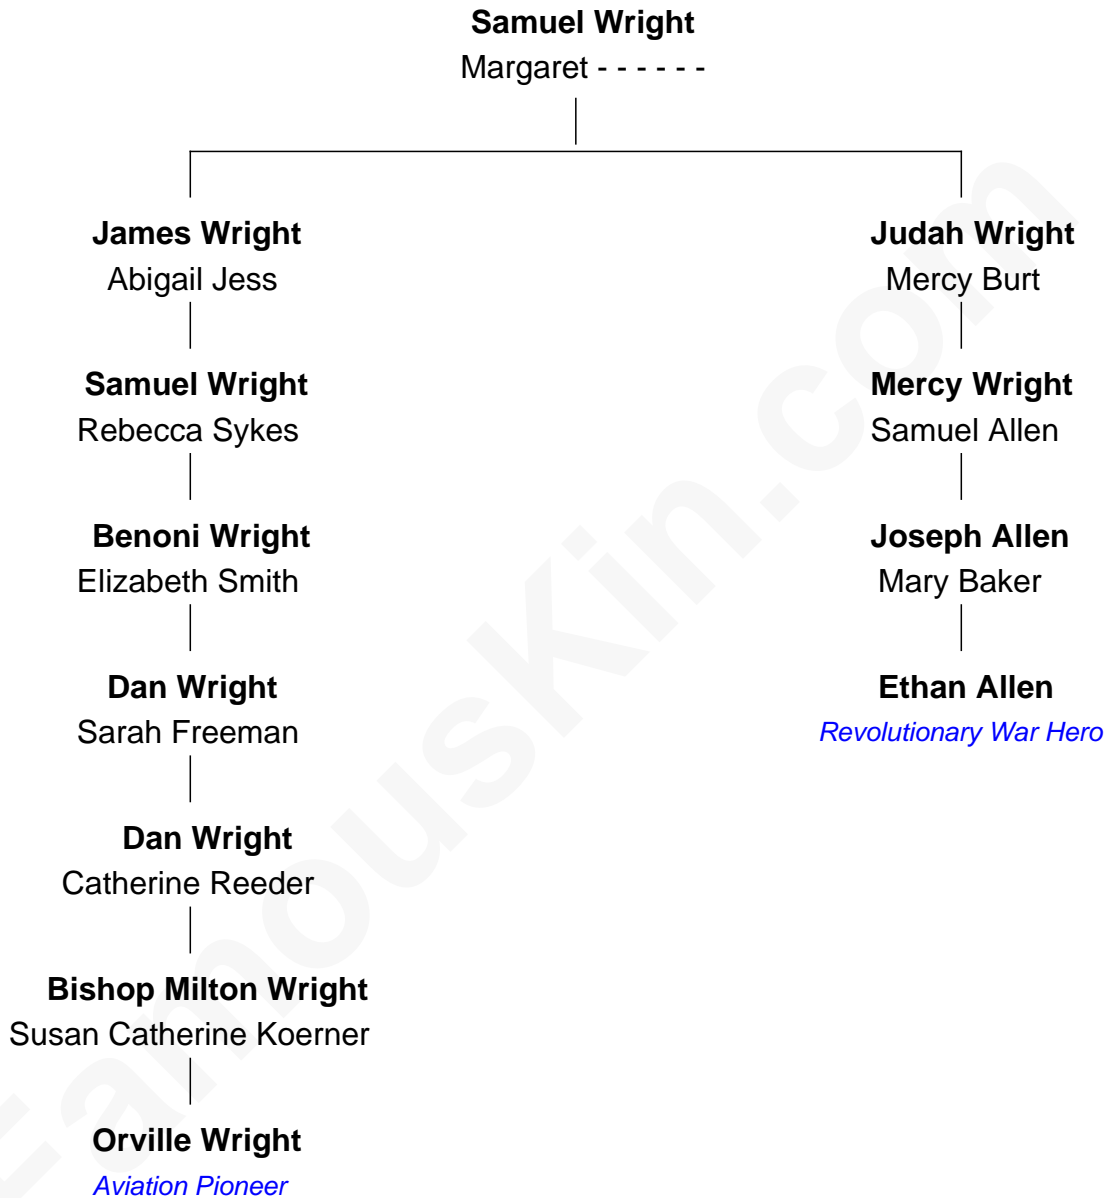 Samuel Wright
Margaret - - - - - -
James Wright
Abigail Jess
Judah Wright
Mercy Burt
Samuel Wright
Rebecca Sykes
Mercy Wright
Samuel Allen
Benoni Wright
Elizabeth Smith
Joseph Allen
Mary Baker
Dan Wright
Sarah Freeman
Ethan Allen
Revolutionary War Hero
Dan Wright
Catherine Reeder
Bishop Milton Wright
Susan Catherine Koerner
Orville Wright
Aviation Pioneer
FamousKin.com